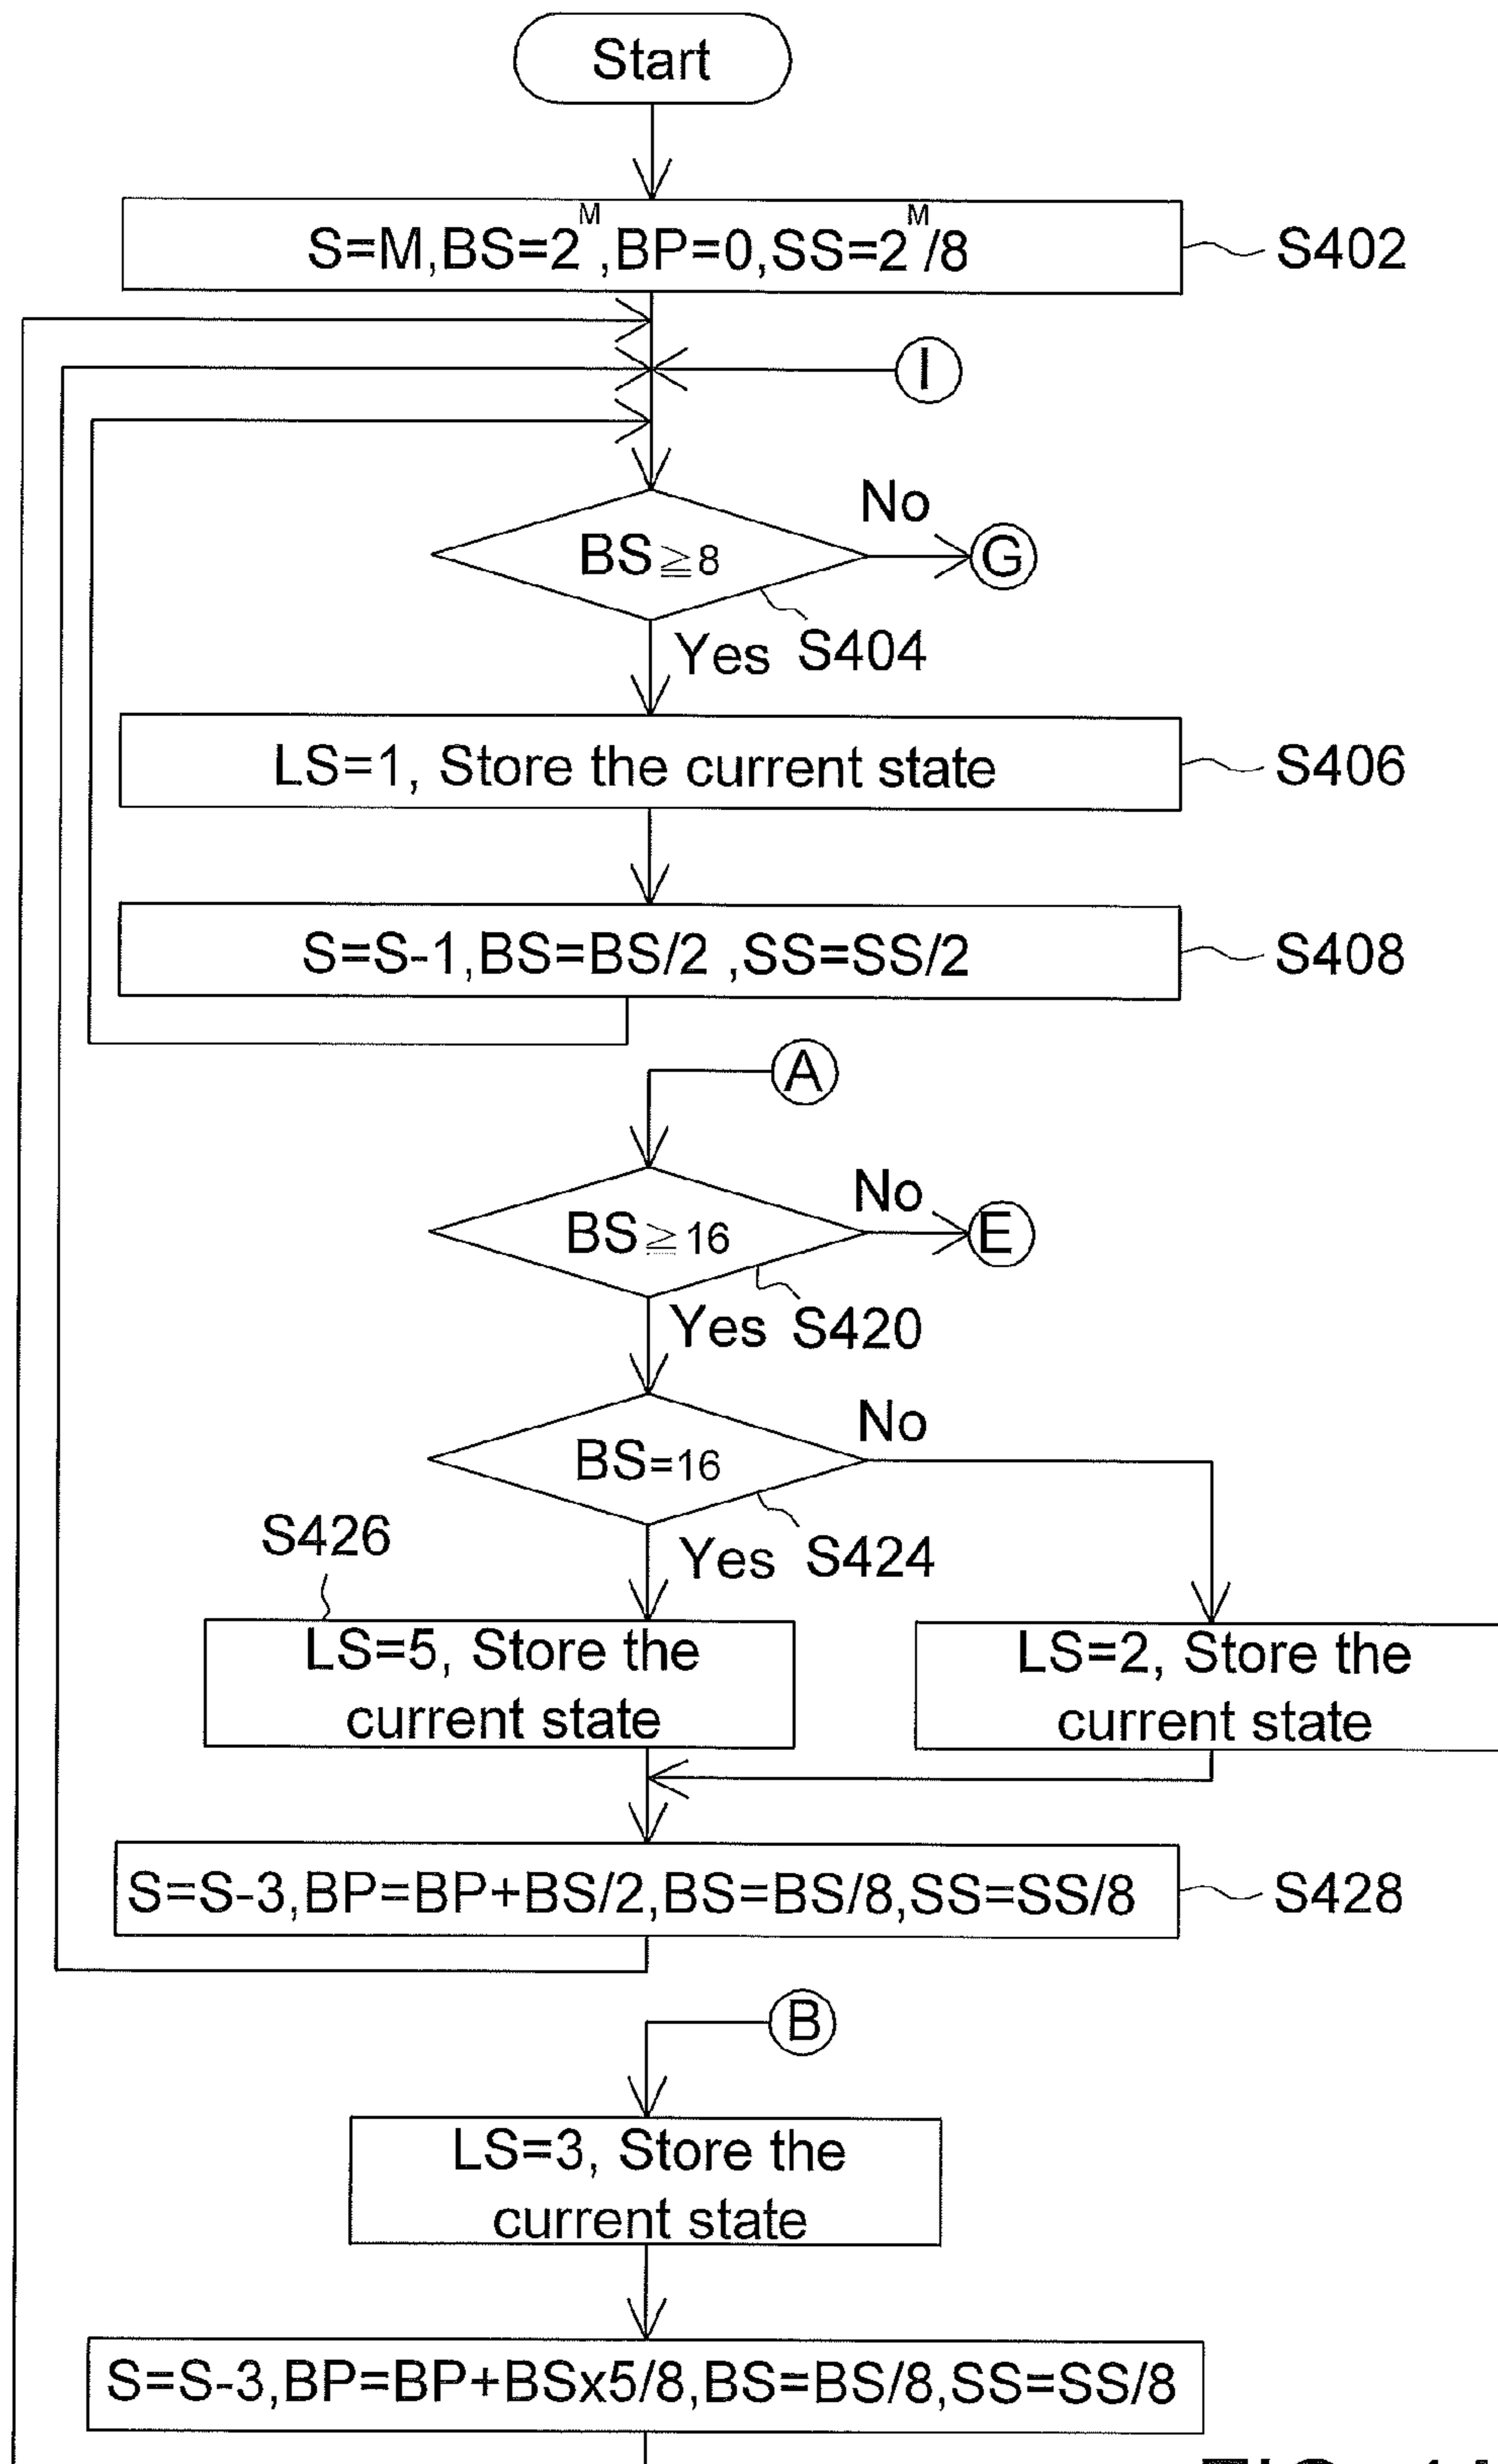 Start
S=M,BS=2^M,BP=0,SS=2^M/8
S402
I
BS≧8
No
G
Yes
S404
LS=1, Store the current state
S406
S=S-1,BS=BS/2 ,SS=SS/2
S408
A
BS≧16
No
E
Yes
S420
BS=16
No
Yes
S424
S426
LS=5, Store the
current state
LS=2, Store the
current state
S=S-3,BP=BP+BS/2,BS=BS/8,SS=SS/8
S428
B
LS=3, Store the
current state
S=S-3,BP=BP+BSx5/8,BS=BS/8,SS=SS/8